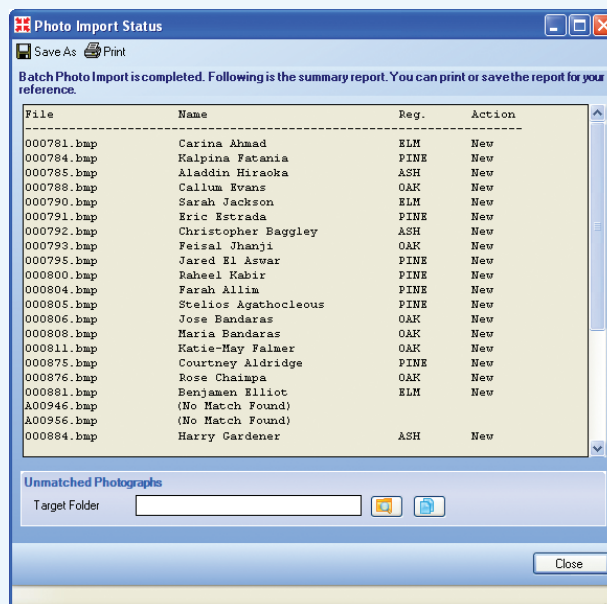 Photo Import Status
Save As Print
Batch Photo Import is completed. Following is the summary report. You can print or save the report for your
reference.
File Name Reg. Action
000781.bmp Carina Ahmad ELM New
000784.bmp Kalpina Fatania PINE New
000785.bmp Aladdin Hiraoka ASH New
000788.bmp Callum Evans OAK New
000790.bmp Sarah Jackson ELM New
000791.bmp Eric Estrada PINE New
000792.bmp Christopher Baggley ASH New
000793.bmp Feisal Jhanji OAK New
000795.bmp Jared El Aswar PINE New
000800.bmp Raheel Kabir PINE New
000804.bmp Farah Allim PINE New
000805.bmp Stelios Agathocleous PINE New
000806.bmp Jose Bandaras OAK New
000808.bmp Maria Bandaras OAK New
000811.bmp Katie-May Falmer OAK New
000875.bmp Courtney Aldridge PINE New
000876.bmp Rose Chaimpa OAK New
000881.bmp Benjamen Elliot ELM New
A00946.bmp (No Match Found)
A00956.bmp (No Match Found)
000884.bmp Harry Gardener ASH New
Unmatched Photographs
Target Folder
Close